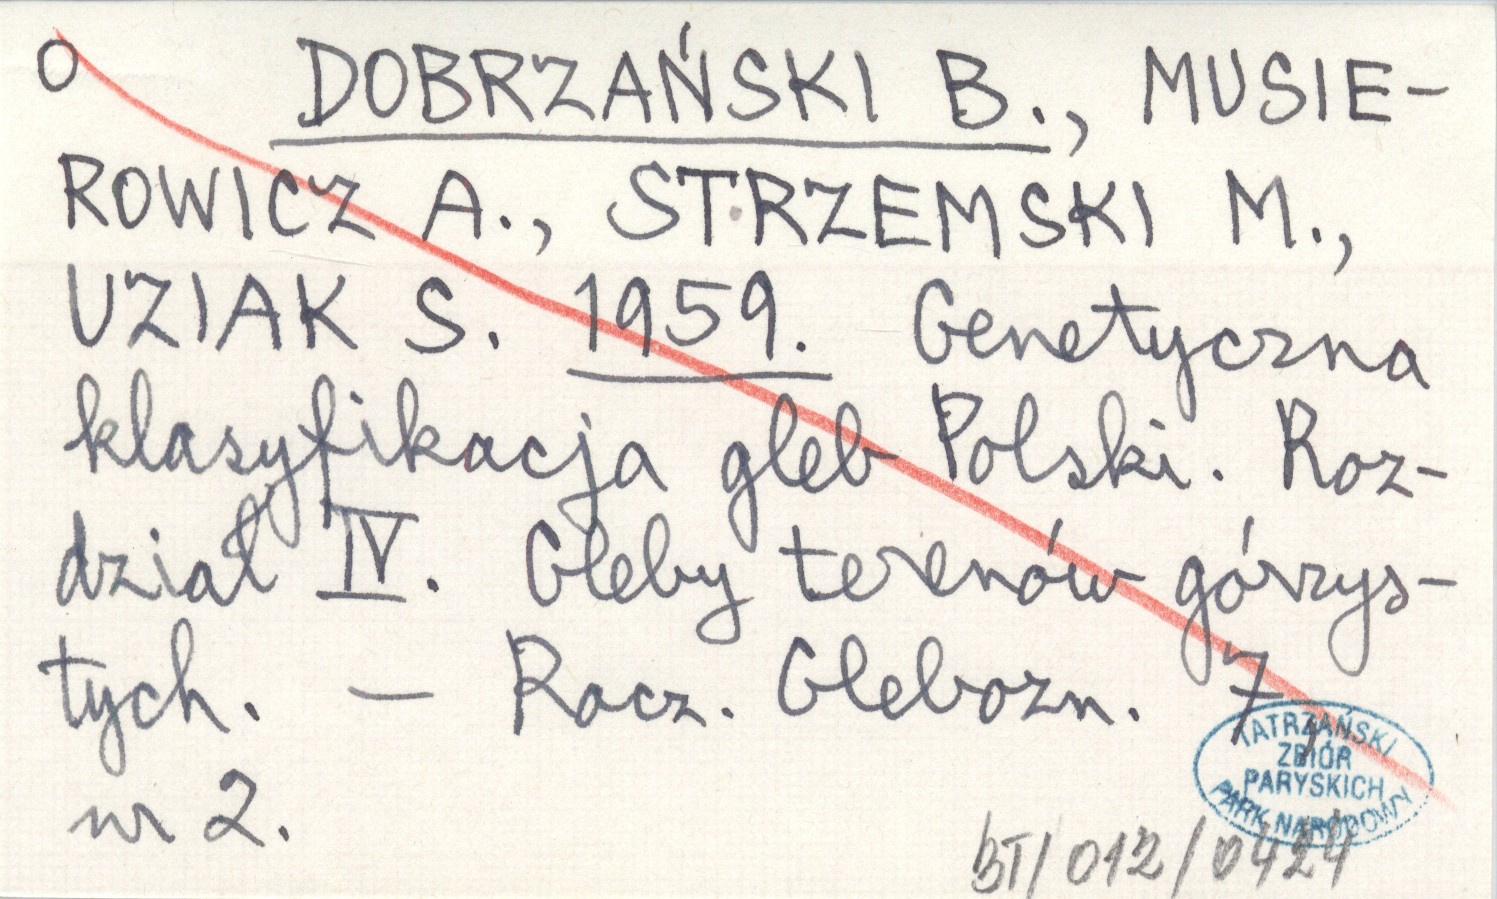 O DOBRZAŃSKI B., MUSIE-
ROWICZ A., STRZEMSKI M.,
UZIAK S. 1959. Genetyczna
klasyfikacja gleb Polski. Roz-
dział IV. Gleby terenów górzys-
tych. — Rocz. Glebozn. 7,
TATRZAŃSKI
ZBIÓR
PARYSKICH
PARK NARODOWY
nr 2.
BT/012/0424